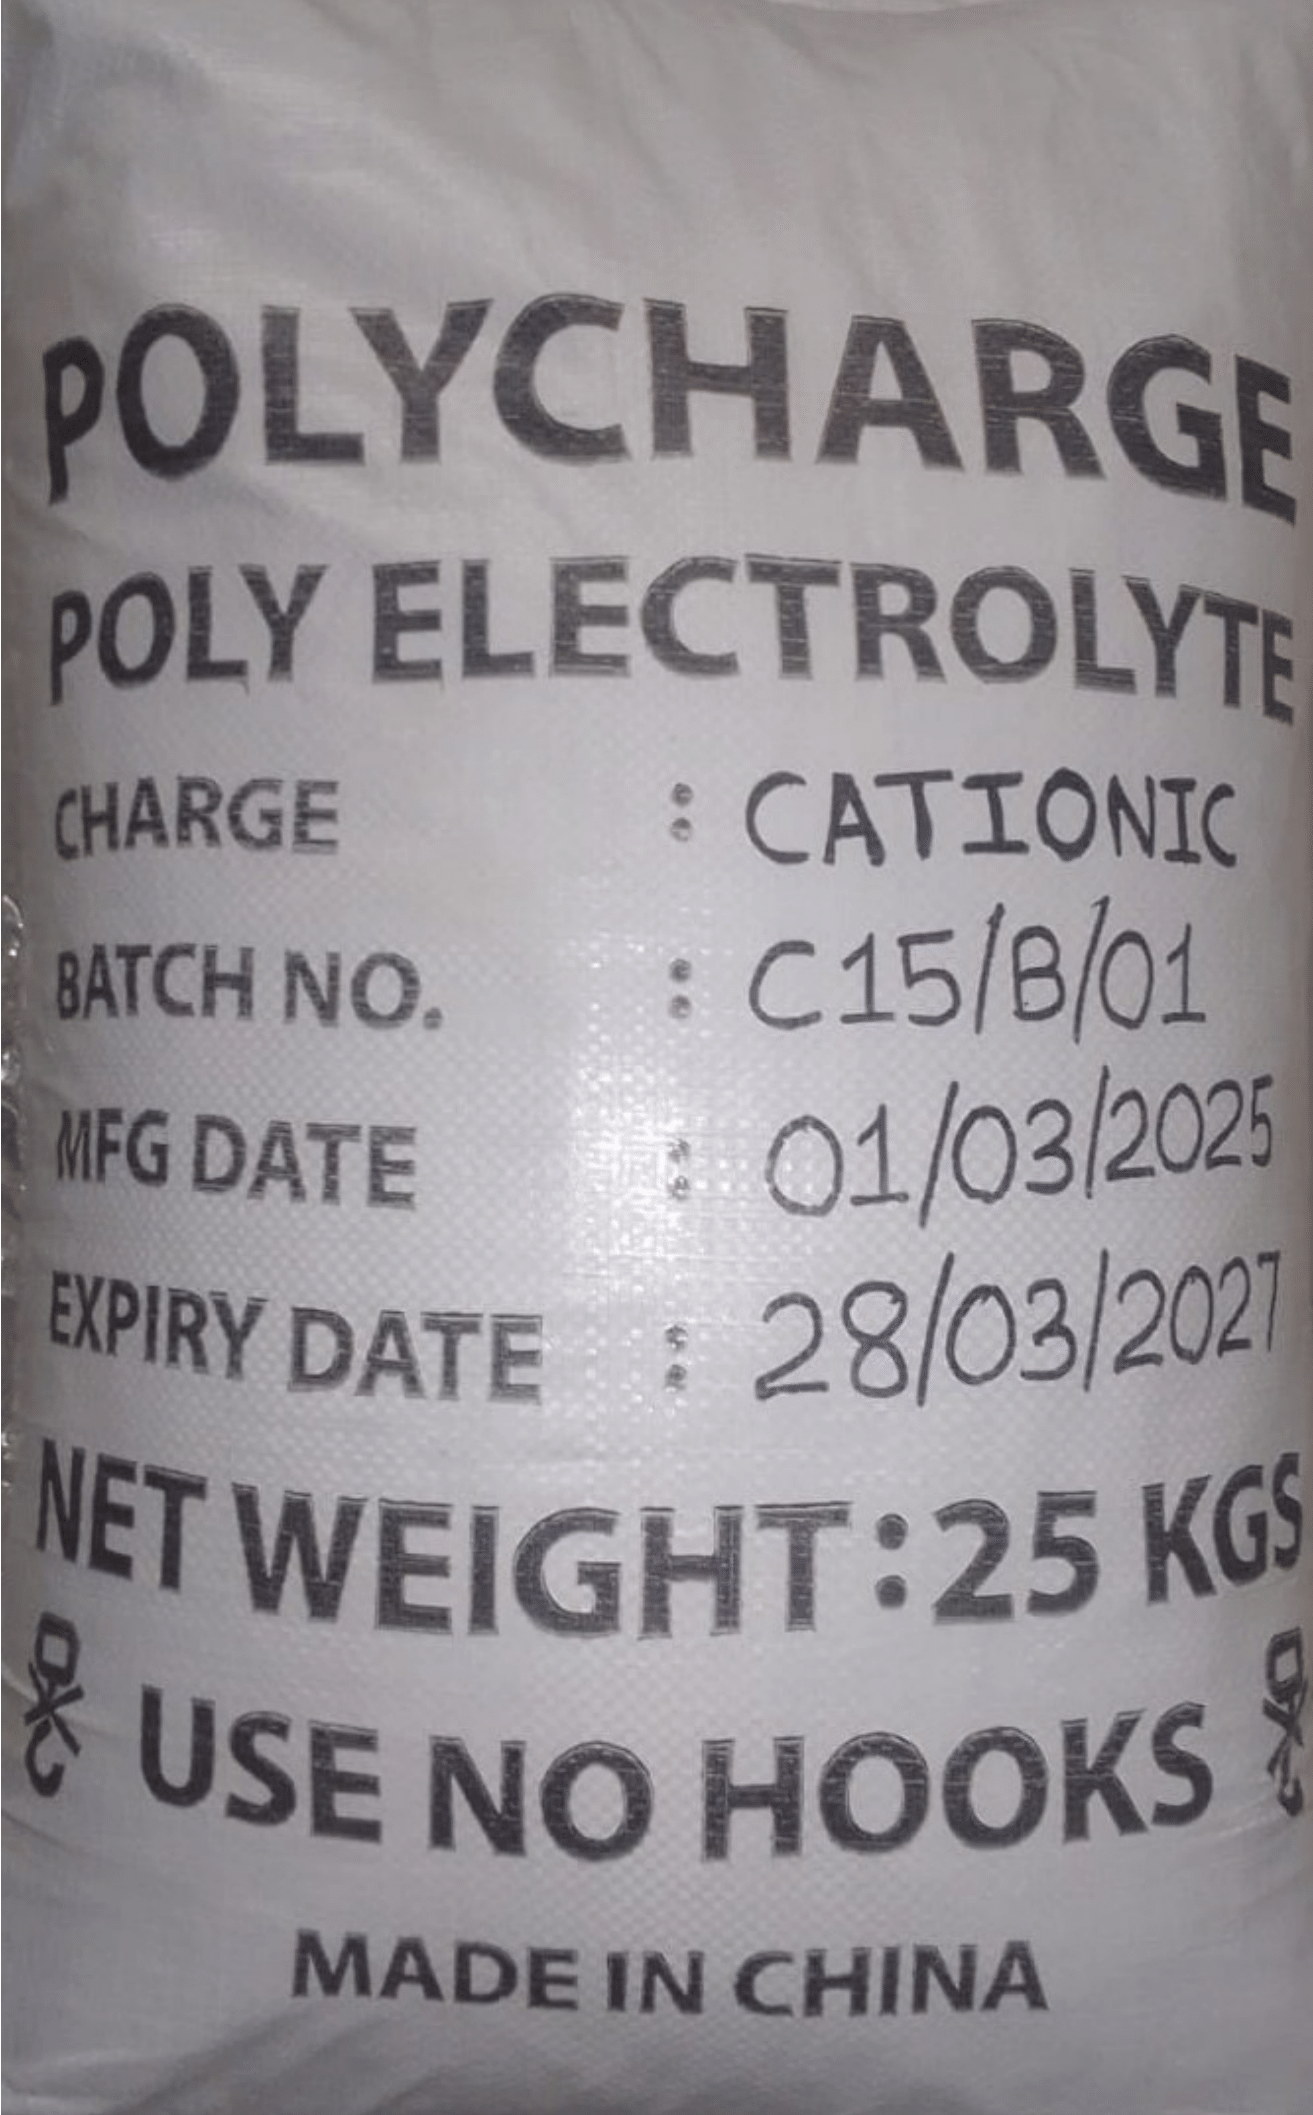 POLYCHARGE
POLY ELECTROLYTE
CHARGE : CATIONIC
BATCH NO. : C15/B/01
MFG DATE : 01/03/2025
EXPIRY DATE : 28/03/2027
NET WEIGHT : 25 KGS
USE NO HOOKS
MADE IN CHINA